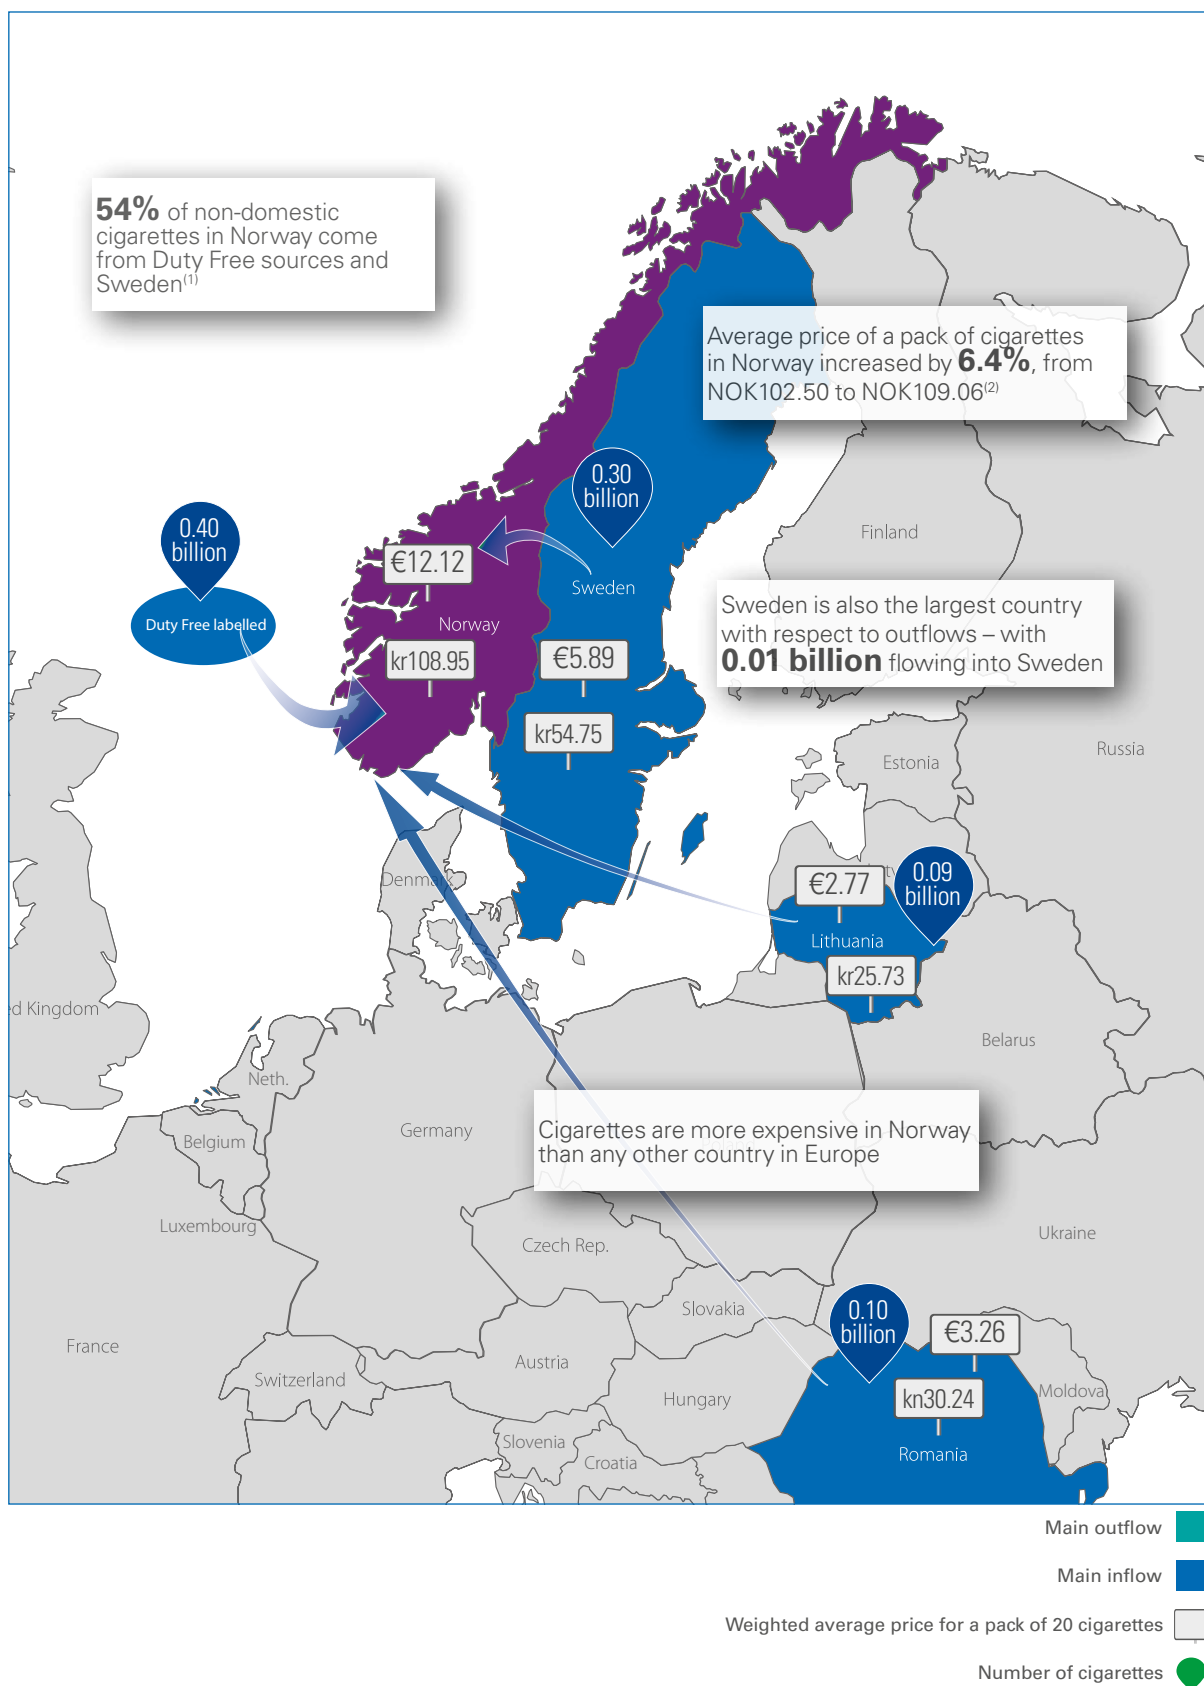 54% of non-domestic
cigarettes in Norway come
from Duty Free sources and
Sweden(1)
Average price of a pack of cigarettes
in Norway increased by 6.4%, from
NOK102.50 to NOK109.06(2)
0.30
billion
0.40
billion
Finland
€12.12
Sweden
Sweden is also the largest country
with respect to outflows – with
0.01 billion flowing into Sweden
Duty Free labelled
Norway
kr108.95
€5.89
kr54.75
Russia
Estonia
Denmark
€2.77
0.09
billion
Lithuania
kr25.73
ed Kingdom
Belarus
Neth.
Cigarettes are more expensive in Norway
than any other country in Europe
Germany
Belgium
Luxembourg
Ukraine
Czech Rep.
Slovakia
0.10
billion
€3.26
France
Austria
Switzerland
Hungary
kn30.24
Moldova
Slovenia
Croatia
Romania
Main outflow
Main inflow
Weighted average price for a pack of 20 cigarettes
Number of cigarettes